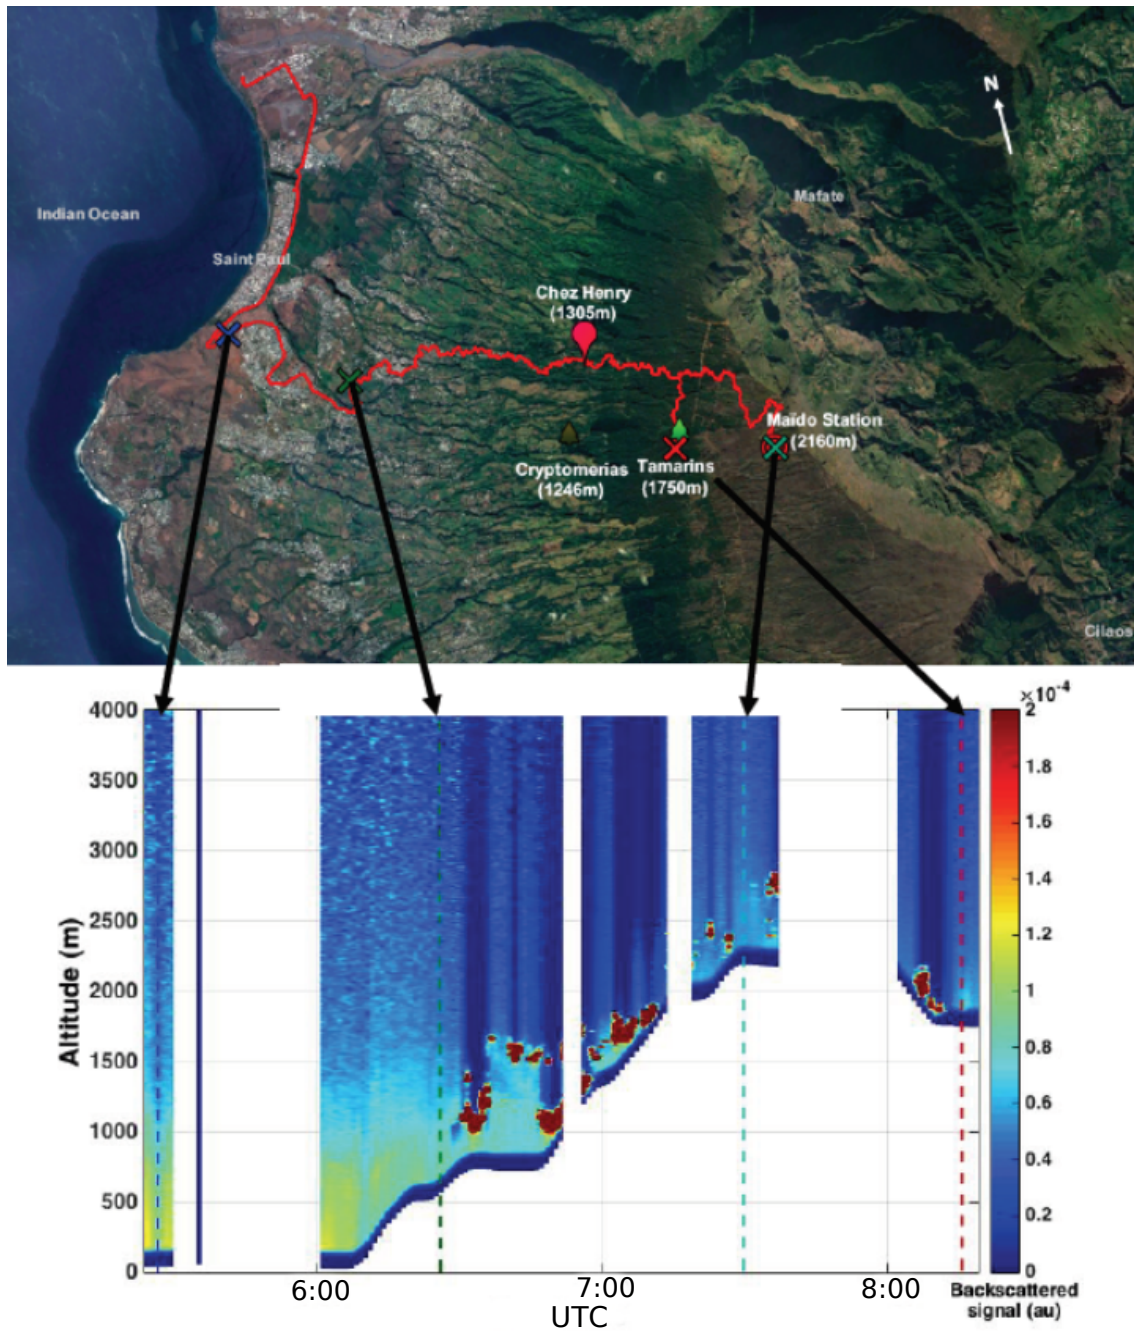 N
Mafate
Indian Ocean
Saint Paul
Chez Henry
(1305m)
Maïdo Station
(2160m)
Cryptomerias
(1246m)
Tamarins
(1750m)
Cilaos
×10⁻⁴
4000
3500
3000
2500
2000
1500
1000
500
0
Altitude (m)
2
1.8
1.6
1.4
1.2
1
0.8
0.6
0.4
0.2
0
6:00
7:00
8:00
UTC
Backscattered
signal (au)